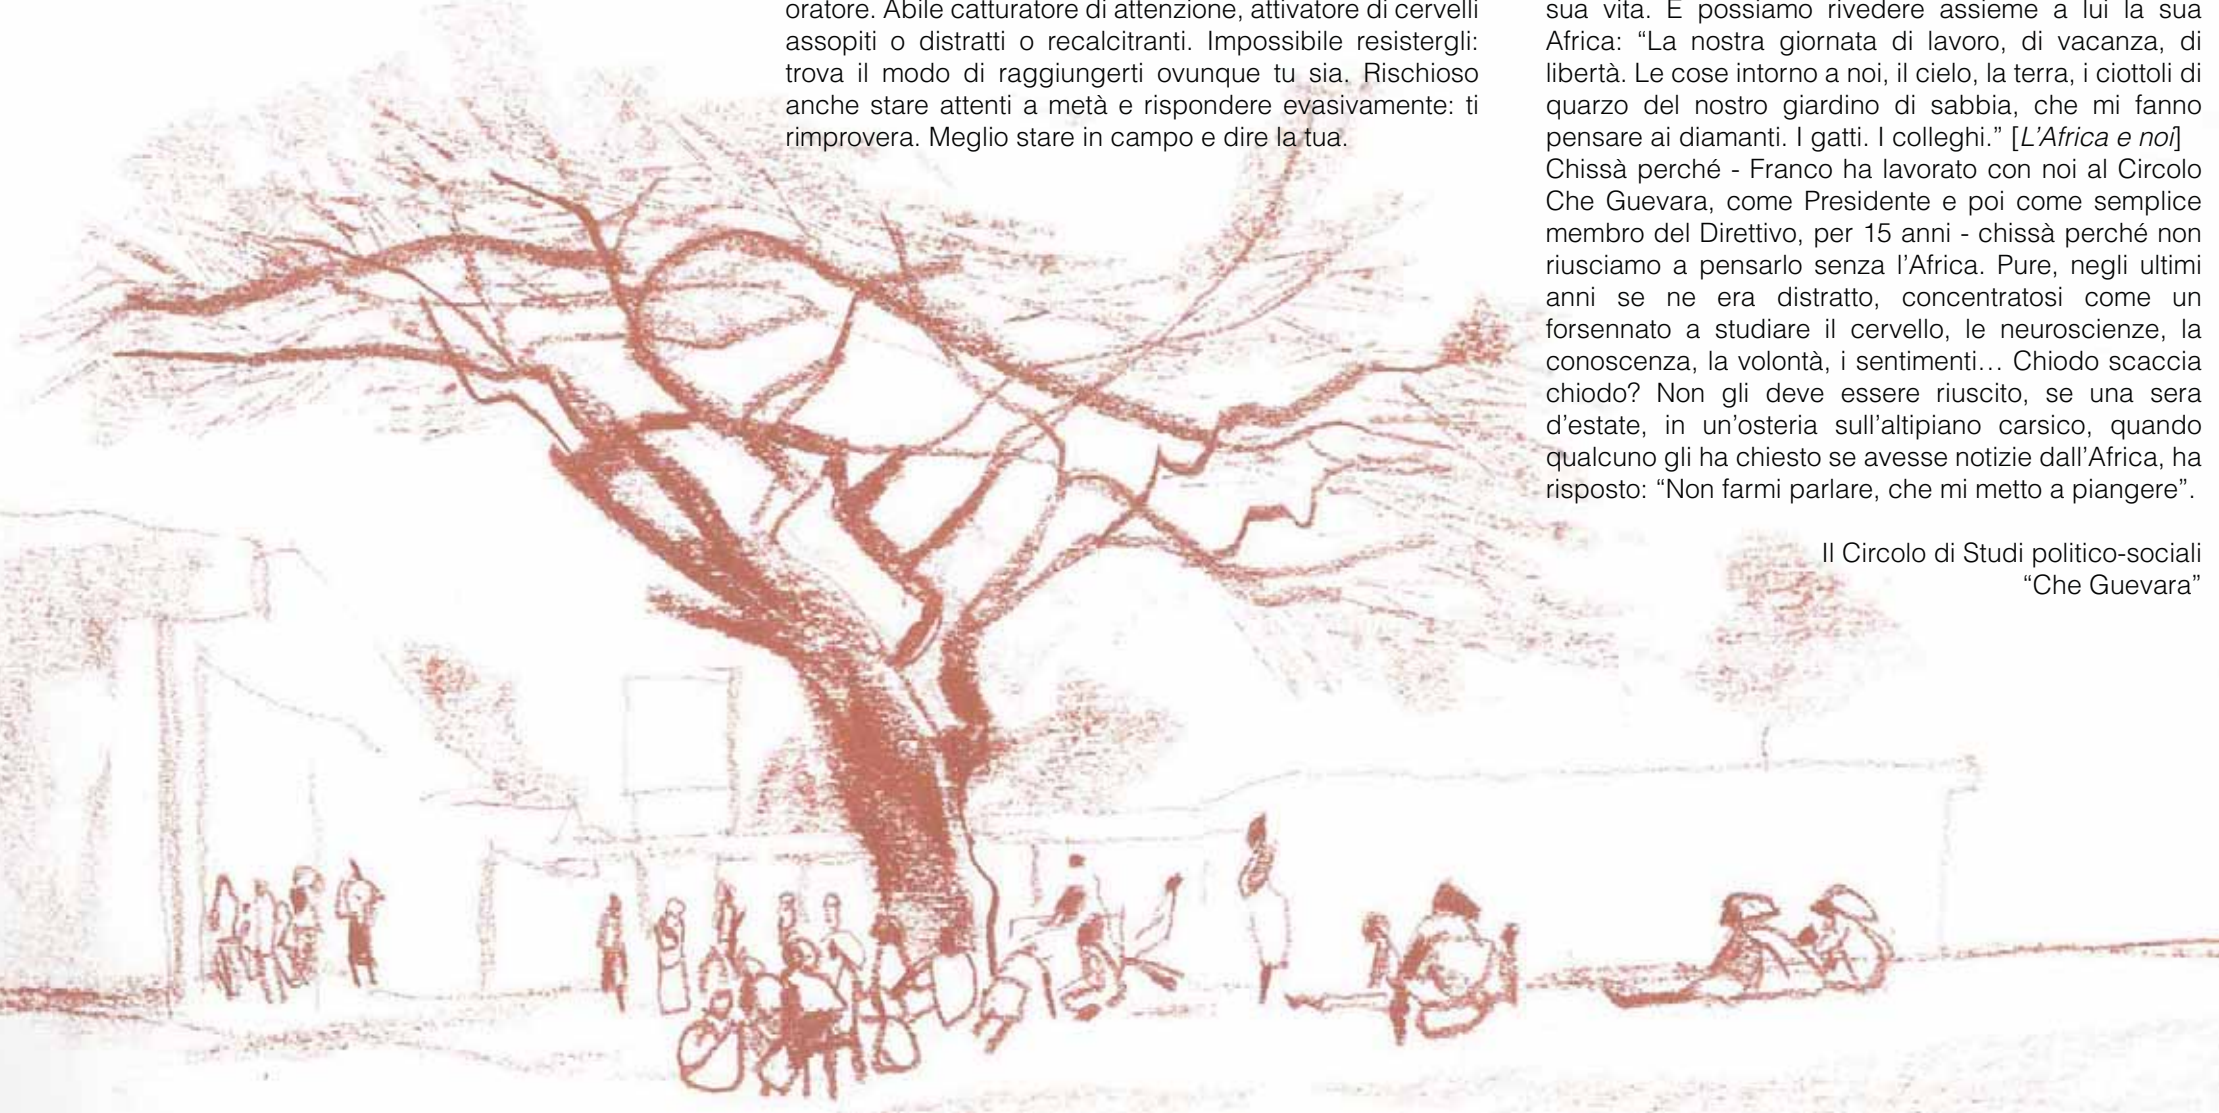 oratore. Abile catturatore di attenzione, attivatore di cervelli
assopiti o distratti o recalcitranti. Impossibile resistergli:
trova il modo di raggiungerti ovunque tu sia. Rischioso
anche stare attenti a metà e rispondere evasivamente: ti
rimprovera. Meglio stare in campo e dire la tua.
sua vita. E possiamo rivedere assieme a lui la sua
Africa: “La nostra giornata di lavoro, di vacanza, di
libertà. Le cose intorno a noi, il cielo, la terra, i ciottoli di
quarzo del nostro giardino di sabbia, che mi fanno
pensare ai diamanti. I gatti. I colleghi.” [L’Africa e noi]
Chissà perché - Franco ha lavorato con noi al Circolo
Che Guevara, come Presidente e poi come semplice
membro del Direttivo, per 15 anni - chissà perché non
riusciamo a pensarlo senza l’Africa. Pure, negli ultimi
anni se ne era distratto, concentratosi come un
forsennato a studiare il cervello, le neuroscienze, la
conoscenza, la volontà, i sentimenti… Chiodo scaccia
chiodo? Non gli deve essere riuscito, se una sera
d’estate, in un’osteria sull’altipiano carsico, quando
qualcuno gli ha chiesto se avesse notizie dall’Africa, ha
risposto: “Non farmi parlare, che mi metto a piangere”.
Il Circolo di Studi politico-sociali
“Che Guevara”